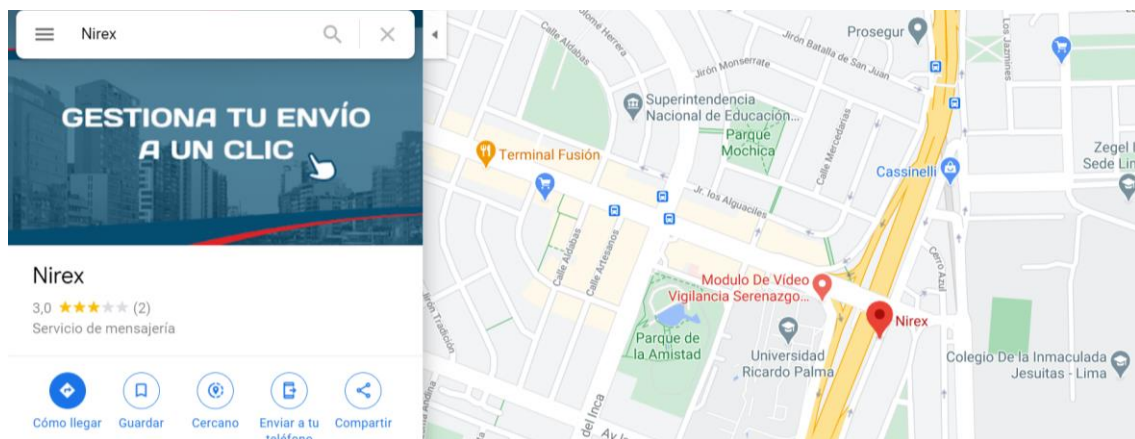 Nirex
GESTIONA TU ENVÍO
A UN CLIC
Nirex
3,0 (2)
Servicio de mensajería
Cómo llegar
Guardar
Cercano
Enviar a tu
teléfono
Compartir
Calle Aldabas
Jirón Batalla de San Juan
Prosegur
Los Jazmines
Jirón Monserrate
Superintendencia
Nacional de Educación...
Parque
Mochica
Calle Mercedarias
Terminal Fusión
Cassinelli
Zegel
Jr. los Alguaciles
Calle Aldabas
Calle Artesanos
Cerro Azul
Modulo De Vídeo
Vigilancia Serenazgo...
Nirex
Jirón Tradición
Parque de
la Amistad
Universidad
Ricardo Palma
Colegio De la Inmaculada
Jesuitas - Lima
del Inca